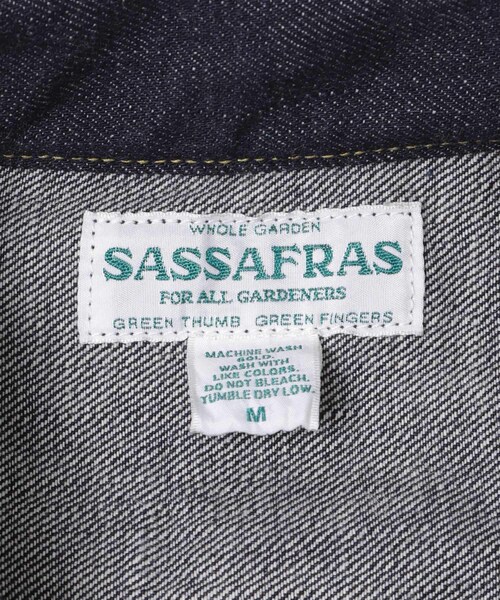 WHOLE GARDEN
SASSAFRAS
FOR ALL GARDENERS
GREEN THUMB GREEN FINGERS
MACHINE WASH
GOLD.
WASH WITH
LIKE COLORS.
DO NOT BLEACH.
TUMBLE DRY LOW.
M